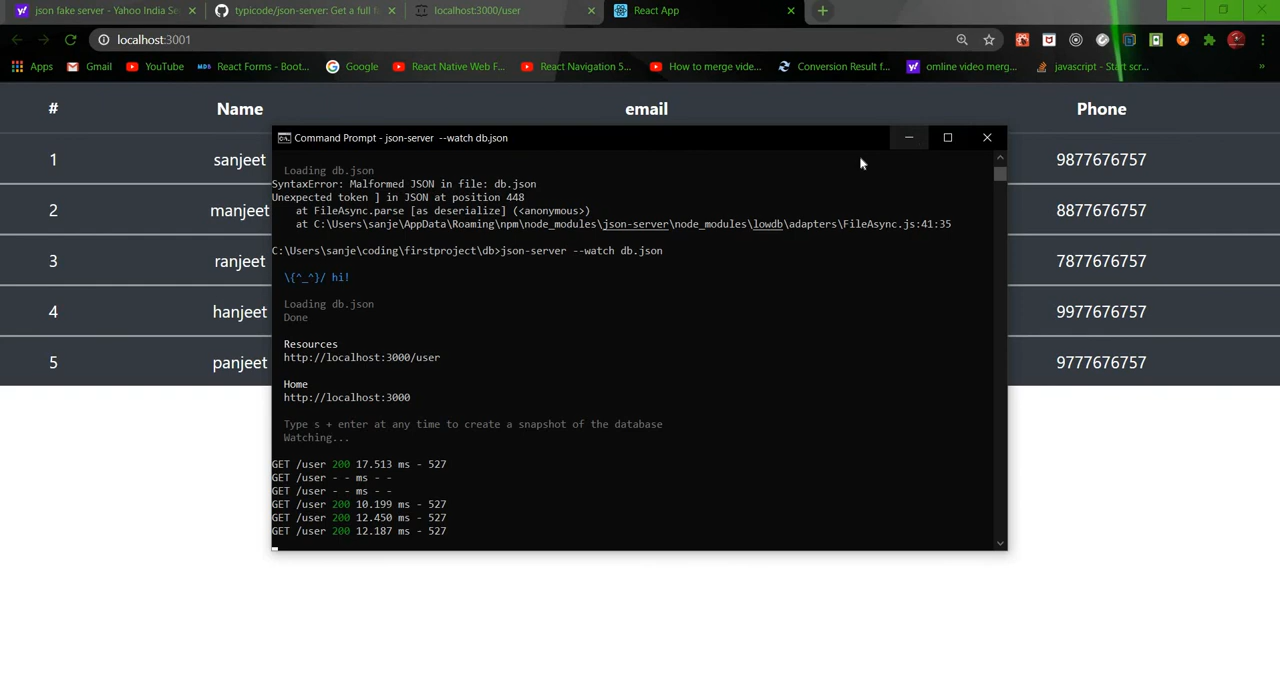 json fake server - Yahoo India Se
typicode/json-server: Get a full f
localhost:3000/user
React App
localhost:3001
Apps
Gmail
YouTube
MDB React Forms - Boot...
Google
React Native Web F...
React Navigation 5...
How to merge vide...
Conversion Result f...
omline video merg...
javascript - Start scr...
»
# Name email Phone
1 sanjeet 9877676757
2 manjeet 8877676757
3 ranjeet 7877676757
4 hanjeet 9977676757
5 panjeet 9777676757
Command Prompt - json-server --watch db.json
Loading db.json
SyntaxError: Malformed JSON in file: db.json
Unexpected token ] in JSON at position 448
at FileAsync.parse [as deserialize] (<anonymous>)
at C:\Users\sanje\AppData\Roaming\npm\node_modules\json-server\node_modules\lowdb\adapters\FileAsync.js:41:35
C:\Users\sanje\coding\firstproject\db>json-server --watch db.json
\{^_^}/ hi!
Loading db.json
Done
Resources
http://localhost:3000/user
Home
http://localhost:3000
Type s + enter at any time to create a snapshot of the database
Watching...
GET /user 200 17.513 ms - 527
GET /user - - ms - -
GET /user - - ms - -
GET /user 200 10.199 ms - 527
GET /user 200 12.450 ms - 527
GET /user 200 12.187 ms - 527